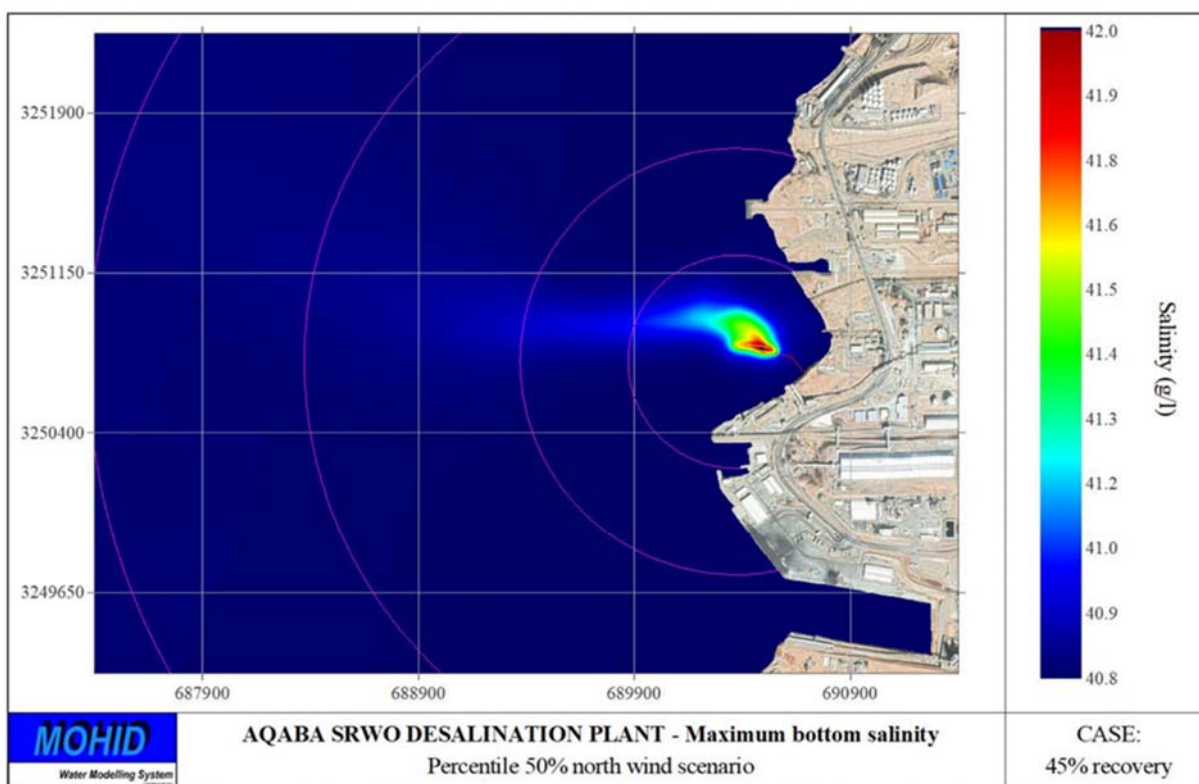 3251900
3251150
3250400
3249650
687900
688900
689900
690900
42.0
41.9
41.8
41.6
41.5
41.4
41.3
41.2
41.0
40.9
40.8
Salinity (g/l)
MOHID
Water Modelling System
AQABA SRWO DESALINATION PLANT - Maximum bottom salinity
Percentile 50% north wind scenario
CASE:
45% recovery